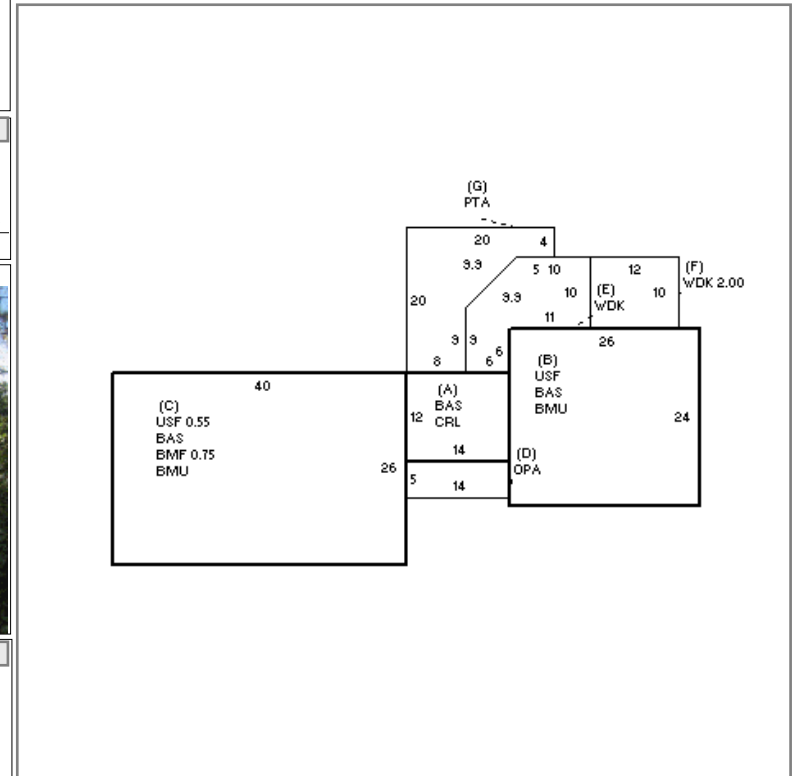 (G)
PTA
20
4
9.9
5 10
12
(F)
WDK 2.00
9.9
10
(E)
WDK
10
20
11
9
9
6
26
8
6
(B)
USF
BAS
BMU
40
(A)
BAS
CRL
(C)
USF 0.55
BAS
BMF 0.75
BMU
12
24
14
(D)
OPA
26
5
14